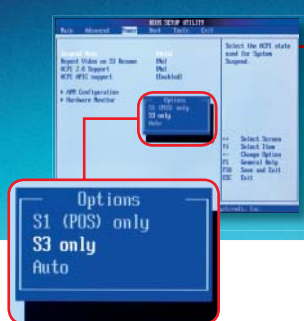 BIOS SETUP UTILITY
Main Advanced Power Boot Tools Exit
Select the ACPI state
used for System
Suspend.
Repost Video on S3 Resume [No]
ACPI 2.0 Support [No]
ACPI APIC support [Enabled]
APM Configuration
Hardware Monitor
Options
S1 (POS) only
S3 only
Auto
Select Screen
Select Item
Change Option
F1 General Help
F10 Save and Exit
ESC Exit
Options
S1 (POS) only
S3 only
Auto